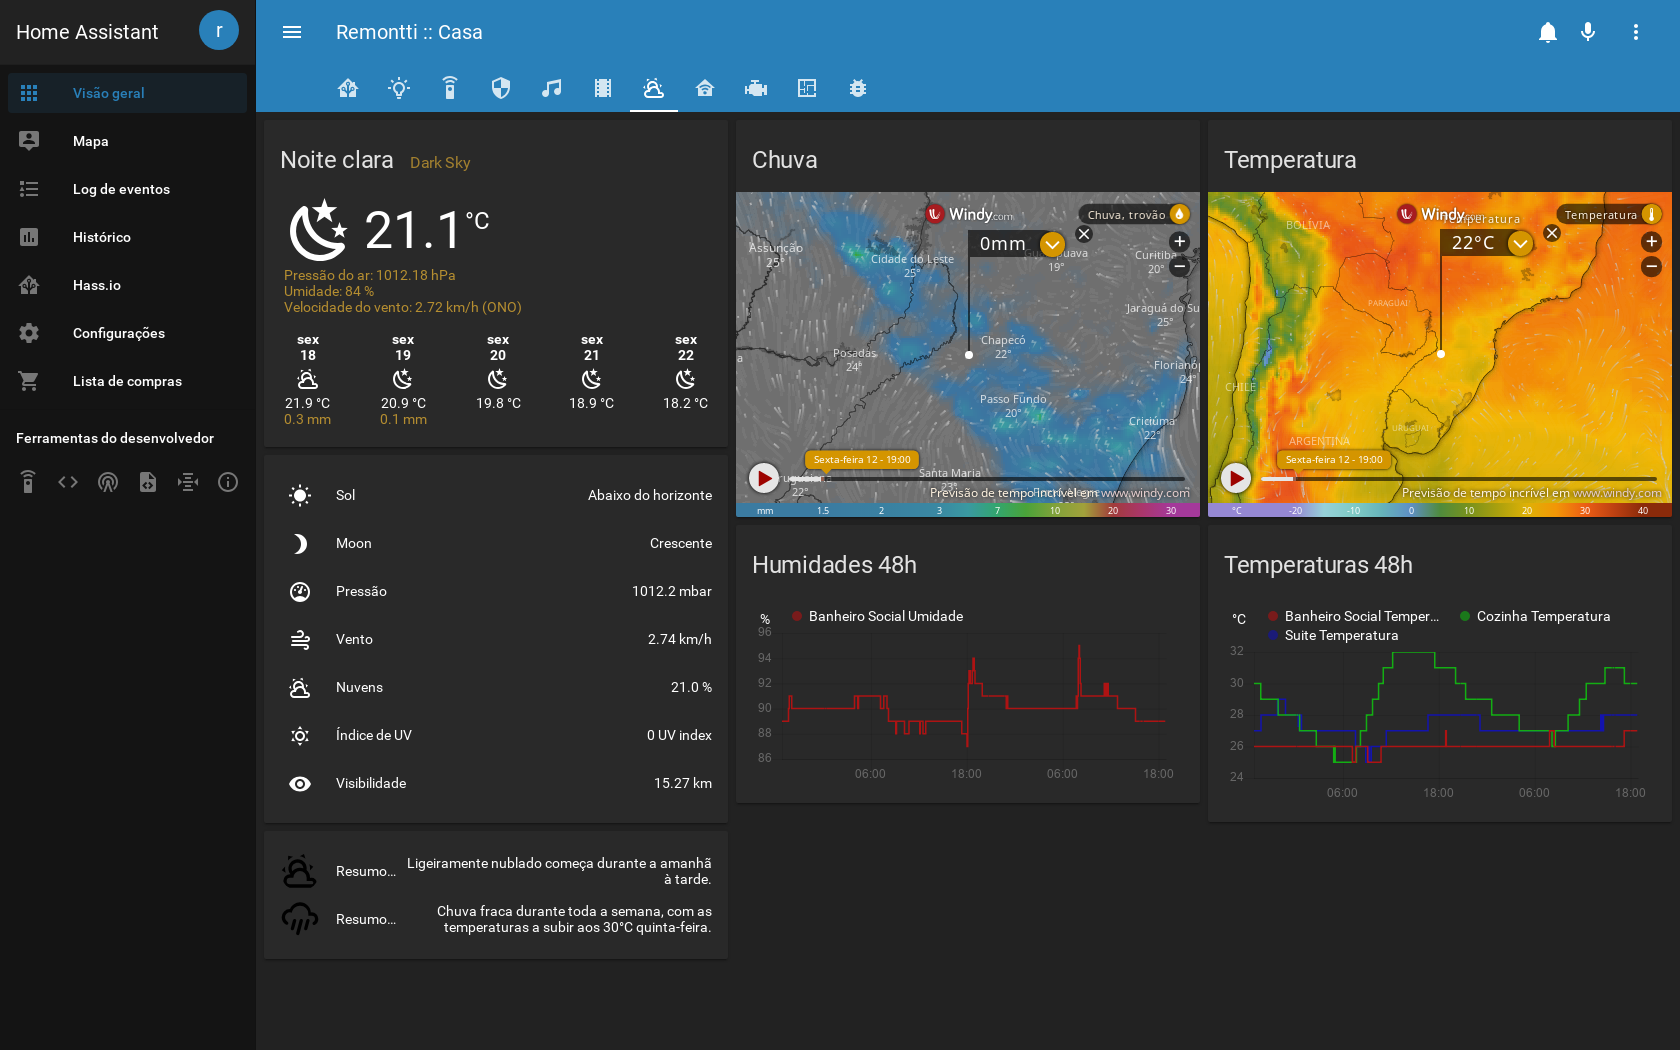 Home Assistant
r
Remontti :: Casa
Visão geral
Mapa
Log de eventos
Histórico
Hass.io
Configurações
Lista de compras
Ferramentas do desenvolvedor
Noite clara Dark Sky
21.1 °C
Pressão do ar: 1012.18 hPa
Umidade: 84 %
Velocidade do vento: 2.72 km/h (ONO)
sex sex sex sex sex
18 19 20 21 22
21.9 °C 20.9 °C 19.8 °C 18.9 °C 18.2 °C
0.3 mm 0.1 mm
Sol Abaixo do horizonte
Moon Crescente
Pressão 1012.2 mbar
Vento 2.74 km/h
Nuvens 21.0 %
Índice de UV 0 UV index
Visibilidade 15.27 km
Resumo... Ligeiramente nublado começa durante a amanhã
à tarde.
Resumo... Chuva fraca durante toda a semana, com as
temperaturas a subir aos 30°C quinta-feira.
Chuva
Windy.com
Chuva, trovão
0mm
Assunção
25°
Cidade do Leste
25°
19°
Curitiba
20°
Jaraguá do Su
25°
Chapecó
22°
Posadas
24°
a
Florianóp
24°
Passo Fundo
20°
Criciúma
22°
Sexta-feira 12 - 19:00
Santa Maria
23°
22°
Previsão de tempo incrível em www.windy.com
mm 1.5 2 3 7 10 20 30
Humidades 48h
%
Banheiro Social Umidade
96
94
92
90
88
86
06:00 18:00 06:00 18:00
Temperatura
Windy.com
Temperatura
Temperatura
22°C
BOLÍVIA
PARAGUAI
CHILE
URUGUAI
ARGENTINA
Sexta-feira 12 - 19:00
Previsão de tempo incrível em www.windy.com
°C -20 -10 0 10 20 30 40
Temperaturas 48h
°C
Banheiro Social Temper... Cozinha Temperatura
Suite Temperatura
32
30
28
26
24
06:00 18:00 06:00 18:00